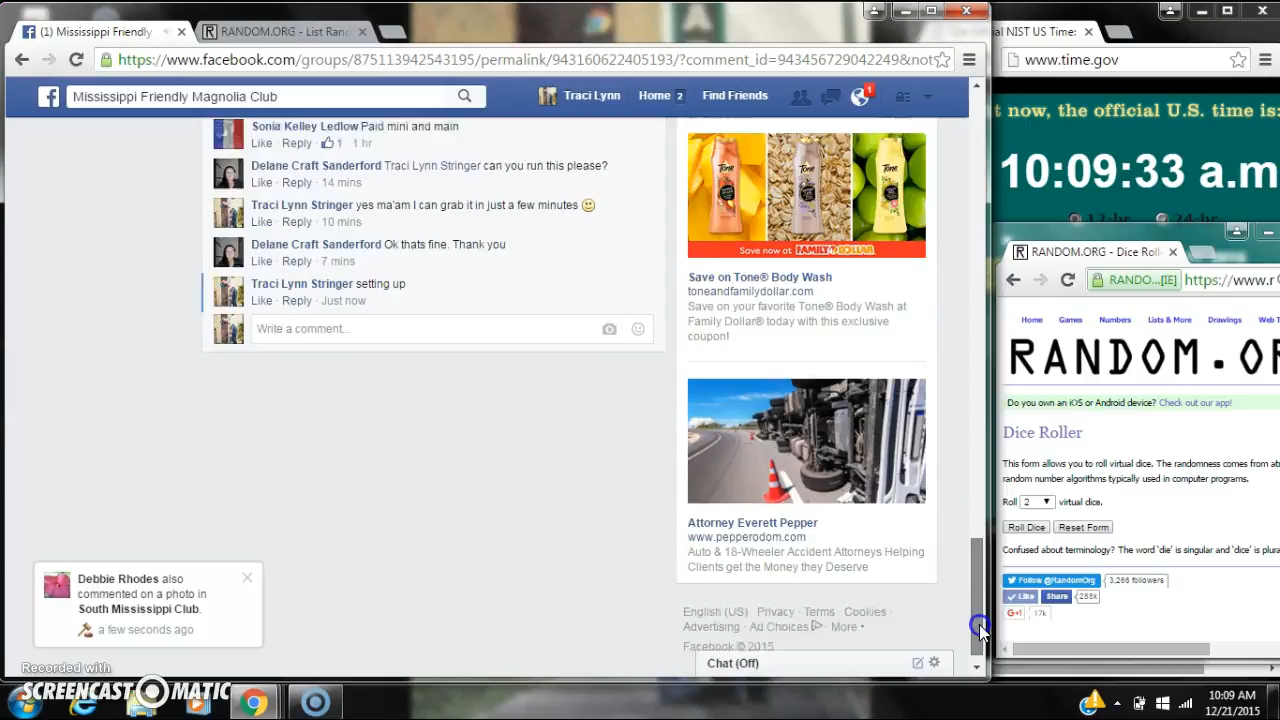 (1) Mississippi Friendly
RANDOM.ORG - List Ran
al NIST US Time:
https://www.facebook.com/groups/875113942543195/permalink/943160622405193/?comment_id=943456729042249&not
www.time.gov
Mississippi Friendly Magnolia Club
Traci Lynn
Home 2
Find Friends
1
t now, the official U.S. time is:
10:09:33 a.m
12-hr 24-hr
Sonia Kelley Ledlow Paid mini and main
Like · Reply · 1 · 1 hr
Delane Craft Sanderford Traci Lynn Stringer can you run this please?
Like · Reply · 14 mins
Traci Lynn Stringer yes ma'am I can grab it in just a few minutes
Like · Reply · 10 mins
Delane Craft Sanderford Ok thats fine. Thank you
Like · Reply · 7 mins
Traci Lynn Stringer setting up
Like · Reply · Just now
Write a comment...
Tone
Tone
Tone
Save now at FAMILY DOLLAR
Save on Tone® Body Wash
toneandfamilydollar.com
Save on your favorite Tone® Body Wash at
Family Dollar® today with this exclusive
coupon!
Attorney Everett Pepper
www.pepperodom.com
Auto & 18-Wheeler Accident Attorneys Helping
Clients get the Money they Deserve
English (US) · Privacy · Terms · Cookies ·
Advertising · Ad Choices · More
Facebook © 2015
Chat (Off)
Debbie Rhodes also
commented on a photo in
South Mississippi Club.
a few seconds ago
RANDOM.ORG - Dice Roll
RANDO...[IE]
https://www.r
Home Games Numbers Lists & More Drawings Web T
RANDOM.OR
Do you own an iOS or Android device? Check out our app!
Dice Roller
This form allows you to roll virtual dice. The randomness comes from at
random number algorithms typically used in computer programs.
Roll 2 virtual dice.
Roll Dice Reset Form
Confused about terminology? The word 'die' is singular and 'dice' is plura
Follow @RandomOrg 3,266 followers
Like Share 268k
G+1 17k
Recorded with
SCREENCAST MATIC
10:09 AM
12/21/2015